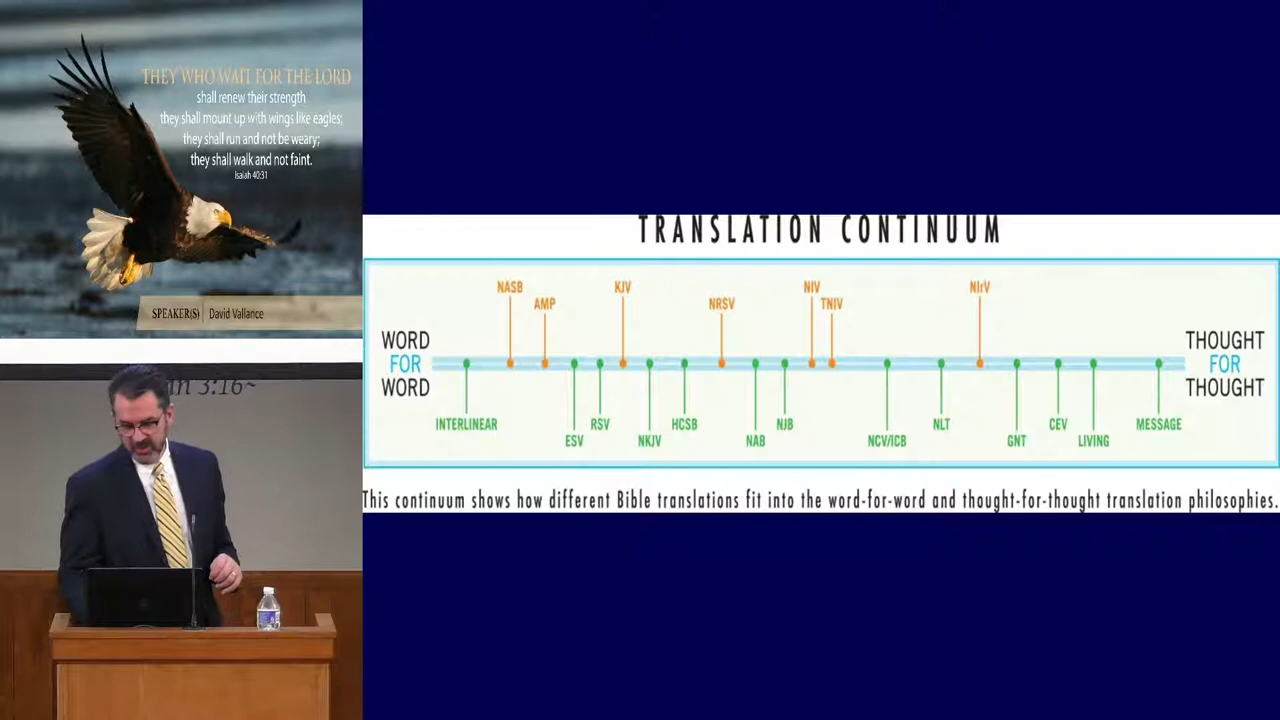 THEY WHO WAIT FOR THE LORD
shall renew their strength
they shall mount up with wings like eagles;
they shall run and not be weary;
they shall walk and not faint.
Isaiah 40:31
SPEAKER(S) David Vallance
3:16~
TRANSLATION CONTINUUM
NASB KJV NIV NIrV
AMP NRSV TNIV
WORD
FOR
WORD
THOUGHT
FOR
THOUGHT
INTERLINEAR RSV HCSB NJB NLT CEV MESSAGE
ESV NKJV NAB NCV/ICB GNT LIVING
This continuum shows how different Bible translations fit into the word-for-word and thought-for-thought translation philosophies.